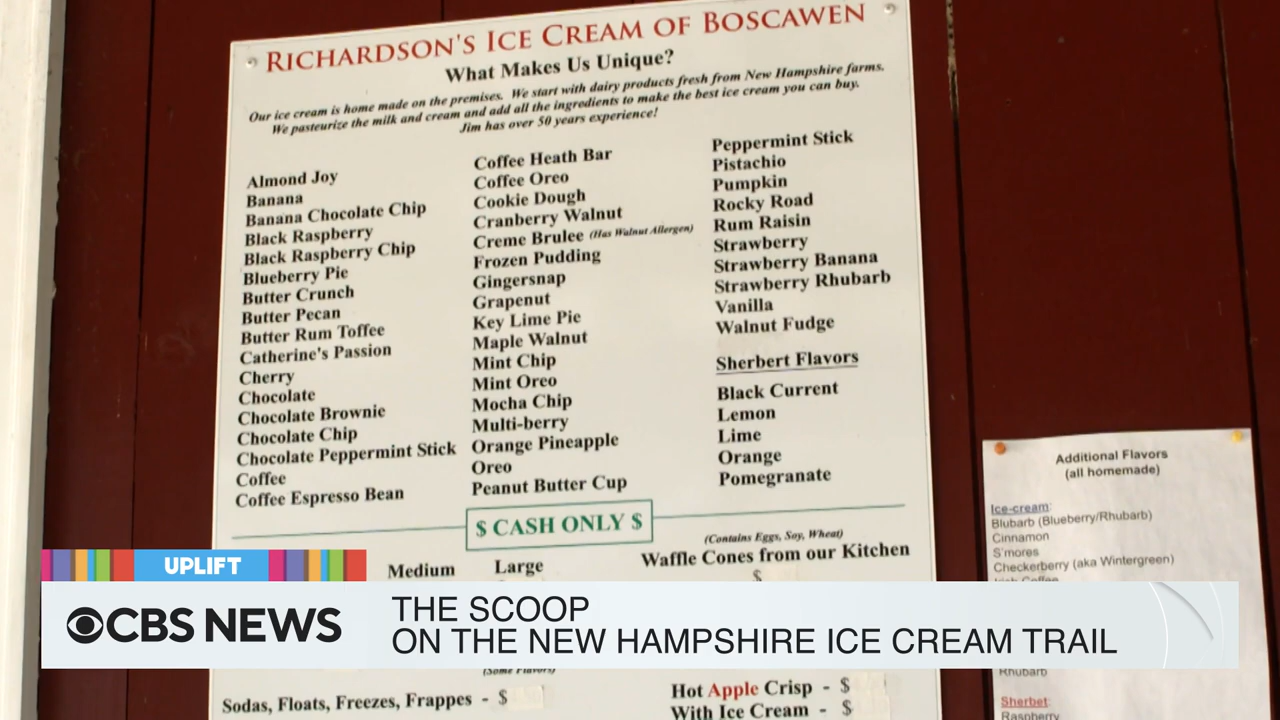 RICHARDSON'S ICE CREAM OF BOSCAWEN
What Makes Us Unique?
Our ice cream is home made on the premises. We start with dairy products fresh from New Hampshire farms.
We pasteurize the milk and cream and add all the ingredients to make the best ice cream you can buy.
Jim has over 50 years experience!
Almond Joy
Banana
Banana Chocolate Chip
Black Raspberry
Black Raspberry Chip
Blueberry Pie
Butter Crunch
Butter Pecan
Butter Rum Toffee
Catherine's Passion
Cherry
Chocolate
Chocolate Brownie
Chocolate Chip
Chocolate Peppermint Stick
Coffee
Coffee Espresso Bean
Coffee Heath Bar
Coffee Oreo
Cookie Dough
Cranberry Walnut
Creme Brulee (Has Walnut Allergen)
Frozen Pudding
Gingersnap
Grapenut
Key Lime Pie
Maple Walnut
Mint Chip
Mint Oreo
Mocha Chip
Multi-berry
Orange Pineapple
Oreo
Peanut Butter Cup
Peppermint Stick
Pistachio
Pumpkin
Rocky Road
Rum Raisin
Strawberry
Strawberry Banana
Strawberry Rhubarb
Vanilla
Walnut Fudge
Sherbert Flavors
Black Current
Lemon
Lime
Orange
Pomegranate
$ CASH ONLY $
Medium Large
(Contains Eggs, Soy, Wheat)
Waffle Cones from our Kitchen
$
(Some Flavors)
Sodas, Floats, Freezes, Frappes - $
Hot Apple Crisp - $
With Ice Cream - $
Additional Flavors
(all homemade)
Ice-cream:
Blubarb (Blueberry/Rhubarb)
Cinnamon
S'mores
Checkerberry (aka Wintergreen)
Rhubarb
Sherbet:
Raspberry
UPLIFT
CBS NEWS
THE SCOOP
ON THE NEW HAMPSHIRE ICE CREAM TRAIL